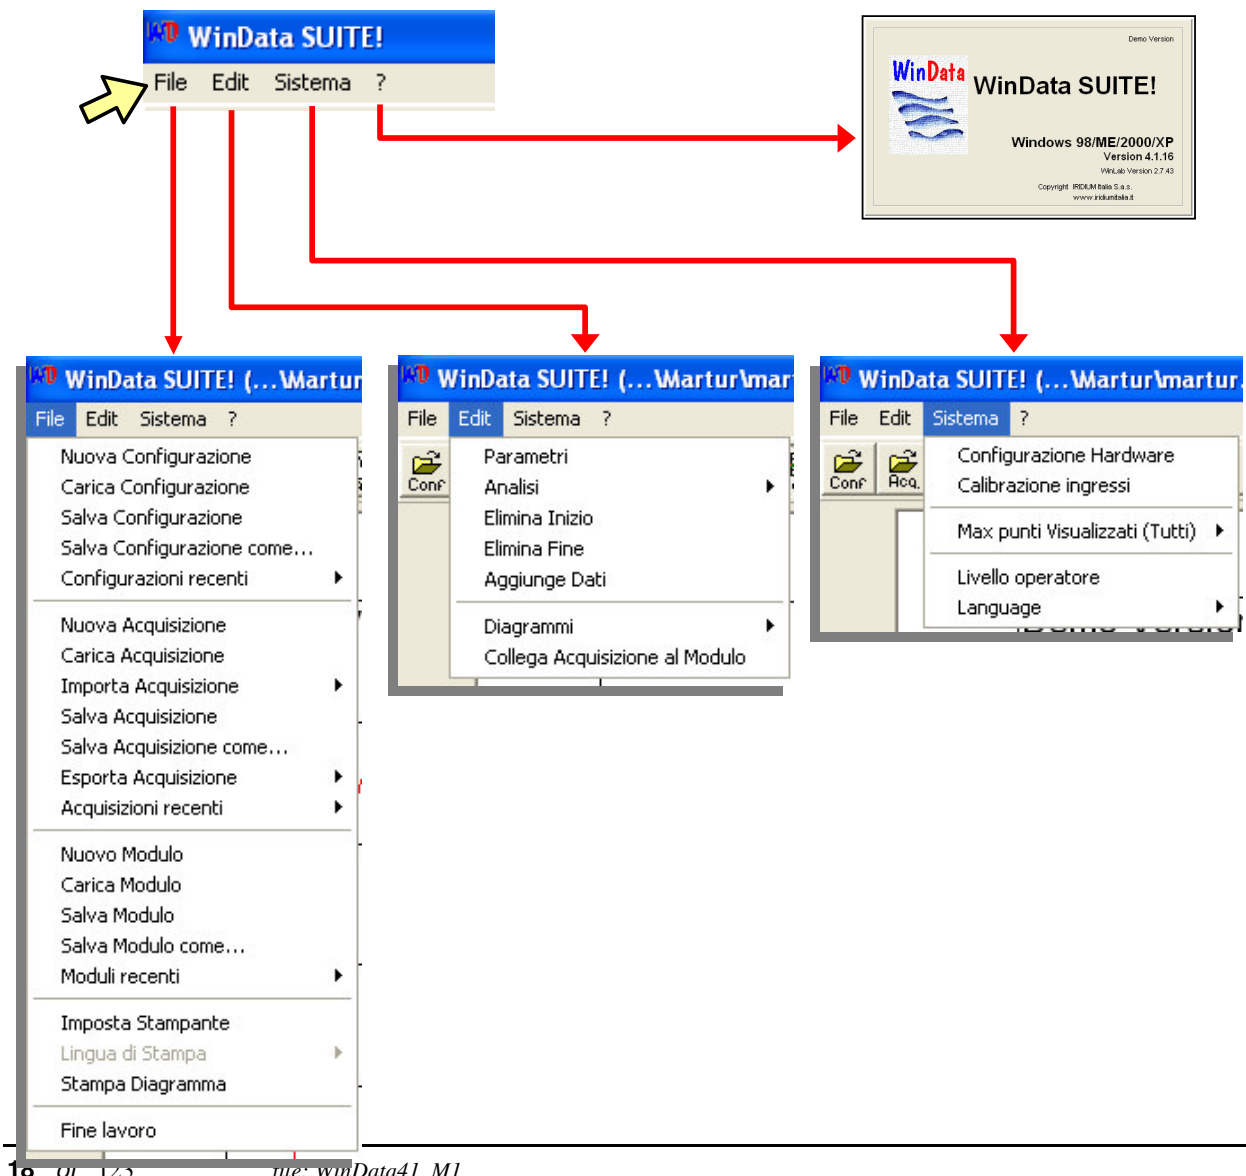 WinData SUITE!
File Edit Sistema ?
Demo Version
WinData
WinData SUITE!
Windows 98/ME/2000/XP
Version 4.1.16
WinLab Version 2.7.43
Copyright IRIDIUM Italia S.a.s.
www.iridiumitalia.it
WinData SUITE! (...\Martur
File Edit Sistema ?
Nuova Configurazione
Carica Configurazione
Salva Configurazione
Salva Configurazione come...
Configurazioni recenti
Nuova Acquisizione
Carica Acquisizione
Importa Acquisizione
Salva Acquisizione
Salva Acquisizione come...
Esporta Acquisizione
Acquisizioni recenti
Nuovo Modulo
Carica Modulo
Salva Modulo
Salva Modulo come...
Moduli recenti
Imposta Stampante
Lingua di Stampa
Stampa Diagramma
Fine lavoro
WinData SUITE! (...\Martur\mar
File Edit Sistema ?
Conf
Parametri
Analisi
Elimina Inizio
Elimina Fine
Aggiunge Dati
Diagrammi
Collega Acquisizione al Modulo
WinData SUITE! (...\Martur\martur.
File Edit Sistema ?
Conf Acq.
Configurazione Hardware
Calibrazione ingressi
Max punti Visualizzati (Tutti)
Livello operatore
Language
Demo Version
18 of 123 file: WinData41_M1